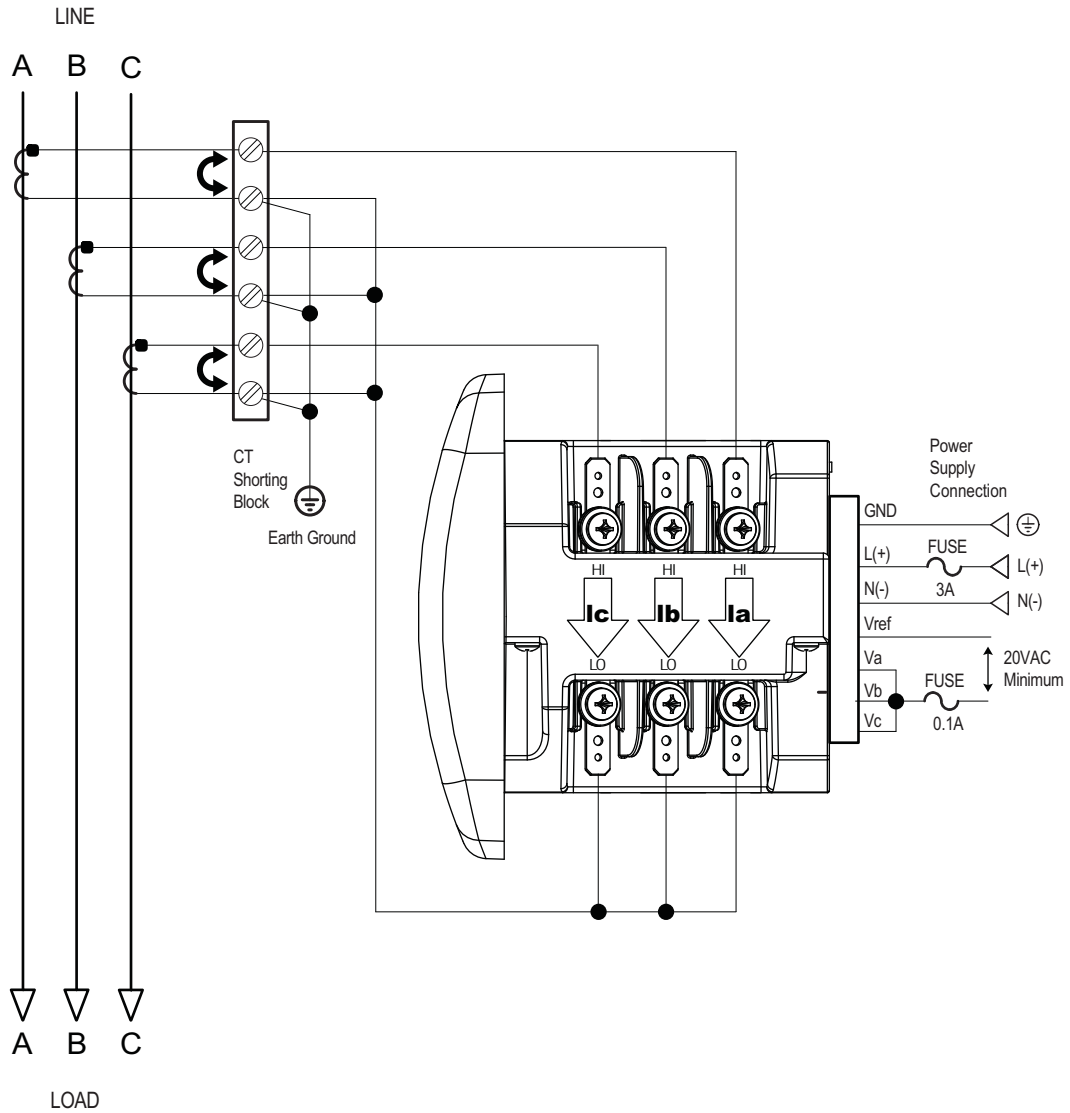 LINE
A B C
CT
Shorting
Block
Earth Ground
HI HI HI
Ic Ib Ia
LO LO LO
Power
Supply
Connection
GND
L(+) FUSE L(+)
3A
N(-) N(-)
Vref
Va
Vb
Vc
20VAC
Minimum
FUSE
0.1A
A B C
LOAD